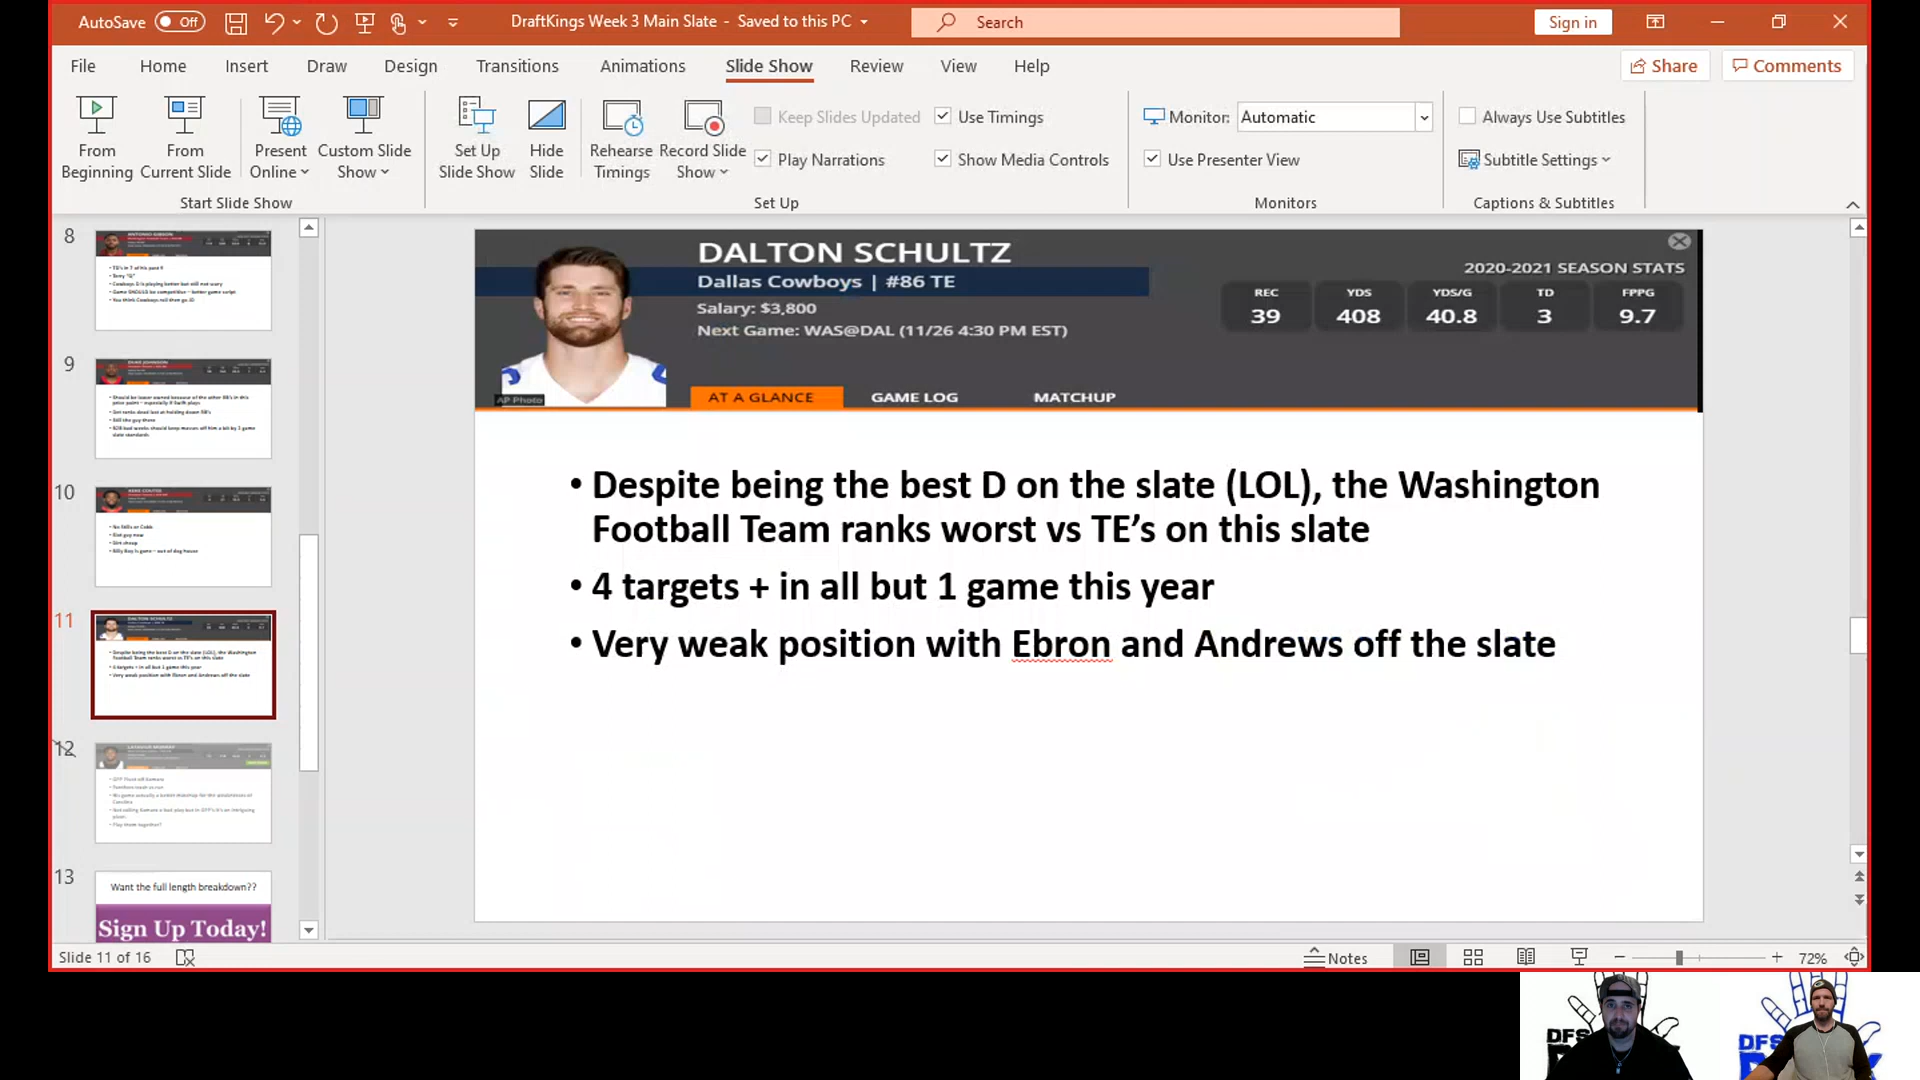 AutoSave Off DraftKings Week 3 Main Slate - Saved to this PC Search Sign in
File Home Insert Draw Design Transitions Animations Slide Show Review View Help Share Comments
From Beginning
From Current Slide
Present Online
Custom Slide Show
Start Slide Show
Set Up Slide Show
Hide Slide
Rehearse Timings
Record Slide Show
Keep Slides Updated
Play Narrations
Use Timings
Show Media Controls
Set Up
Monitor: Automatic
Use Presenter View
Monitors
Always Use Subtitles
Subtitle Settings
Captions & Subtitles
8
9
10
11
12
13
Want the full length breakdown??
Sign Up Today!
DALTON SCHULTZ
Dallas Cowboys | #86 TE
Salary: $3,800
Next Game: WAS@DAL (11/26 4:30 PM EST)
2020-2021 SEASON STATS
REC YDS YDS/G TD FPPG
39 408 40.8 3 9.7
AP Photo
AT A GLANCE GAME LOG MATCHUP
• Despite being the best D on the slate (LOL), the Washington
Football Team ranks worst vs TE’s on this slate
• 4 targets + in all but 1 game this year
• Very weak position with Ebron and Andrews off the slate
Slide 11 of 16 Notes 72%
DFS
DFS